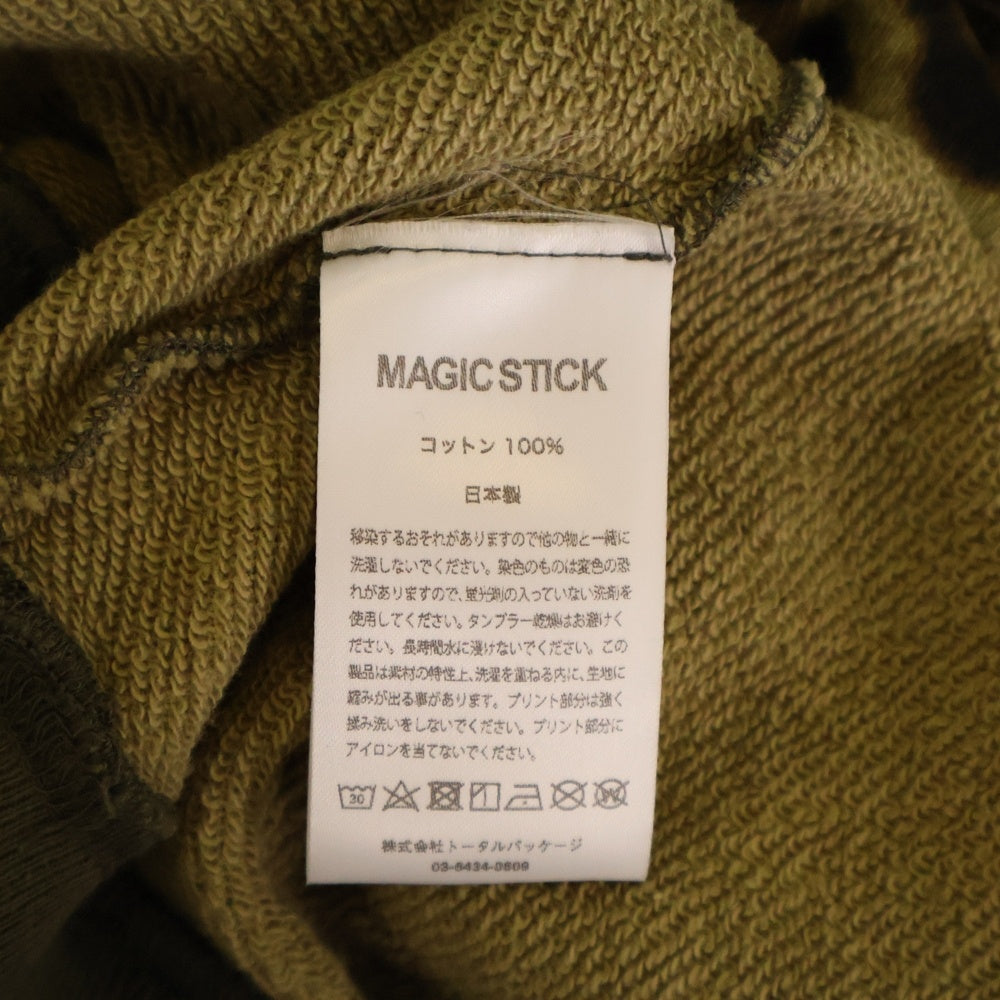 MAGIC STICK
コットン 100%
日本製
移染するおそれがありますので他の物と一緒に
洗濯しないでください。染色のものは変色の恐
れがありますので、蛍光剤の入っていない洗剤を
使用してください。タンブラー乾燥はお避けく
ださい。長時間水に浸けないでください。この
製品は素材の特性上、洗濯を重ねる内に、生地に
縮みが出る事があります。プリント部分は強く
揉み洗いをしないでください。プリント部分に
アイロンを当てないでください。
30
W
株式会社トータルパッケージ
03-6434-0809